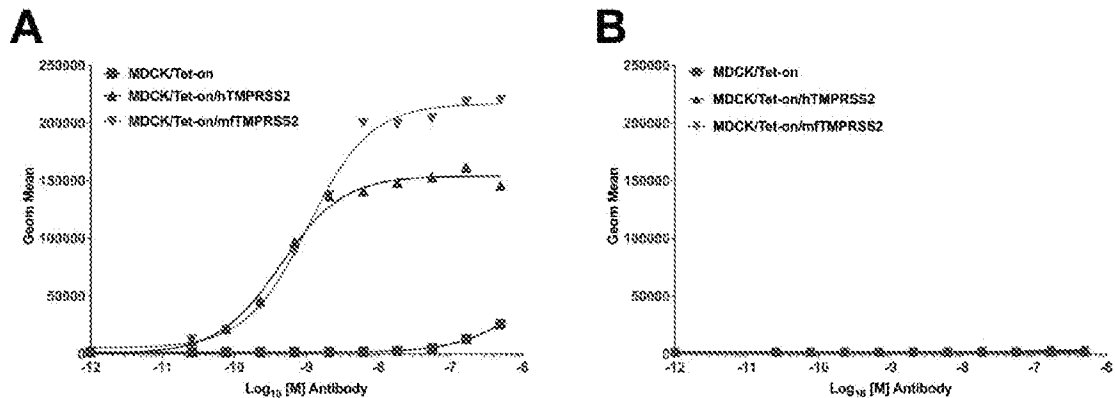 A
250000
200000
150000
100000
50000
0
Geom Mean
MDCK/Tet-on
MDCK/Tet-on/hTMPRSS2
MDCK/Tet-on/mfTMPRSS2
-12 -11 -10 -9 -8 -7 -6
Log10 [M] Antibody
B
250000
200000
150000
100000
50000
0
Geom Mean
MDCK/Tet-on
MDCK/Tet-on/hTMPRSS2
MDCK/Tet-on/mfTMPRSS2
-12 -11 -10 -9 -8 -7 -6
Log10 [M] Antibody